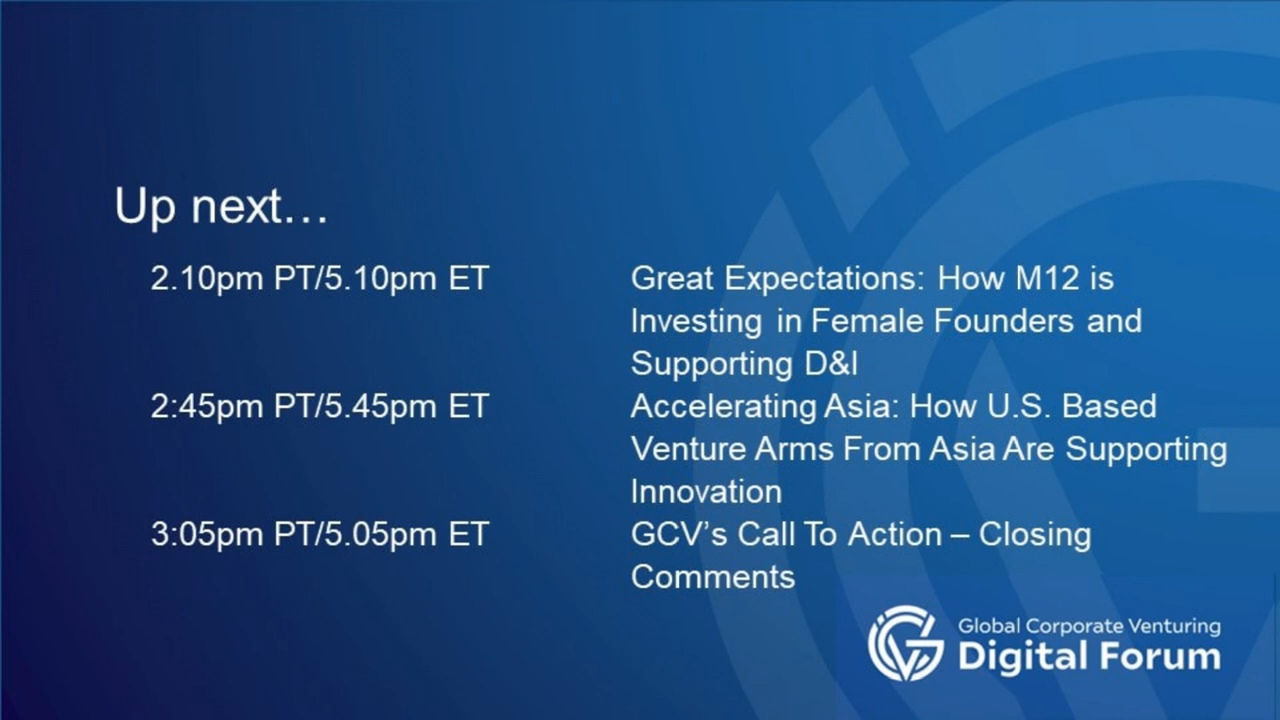 Up next…
2.10pm PT/5.10pm ET Great Expectations: How M12 is
Investing in Female Founders and
Supporting D&I
2:45pm PT/5.45pm ET Accelerating Asia: How U.S. Based
Venture Arms From Asia Are Supporting
Innovation
3:05pm PT/5.05pm ET GCV’s Call To Action – Closing
Comments
Global Corporate Venturing
Digital Forum